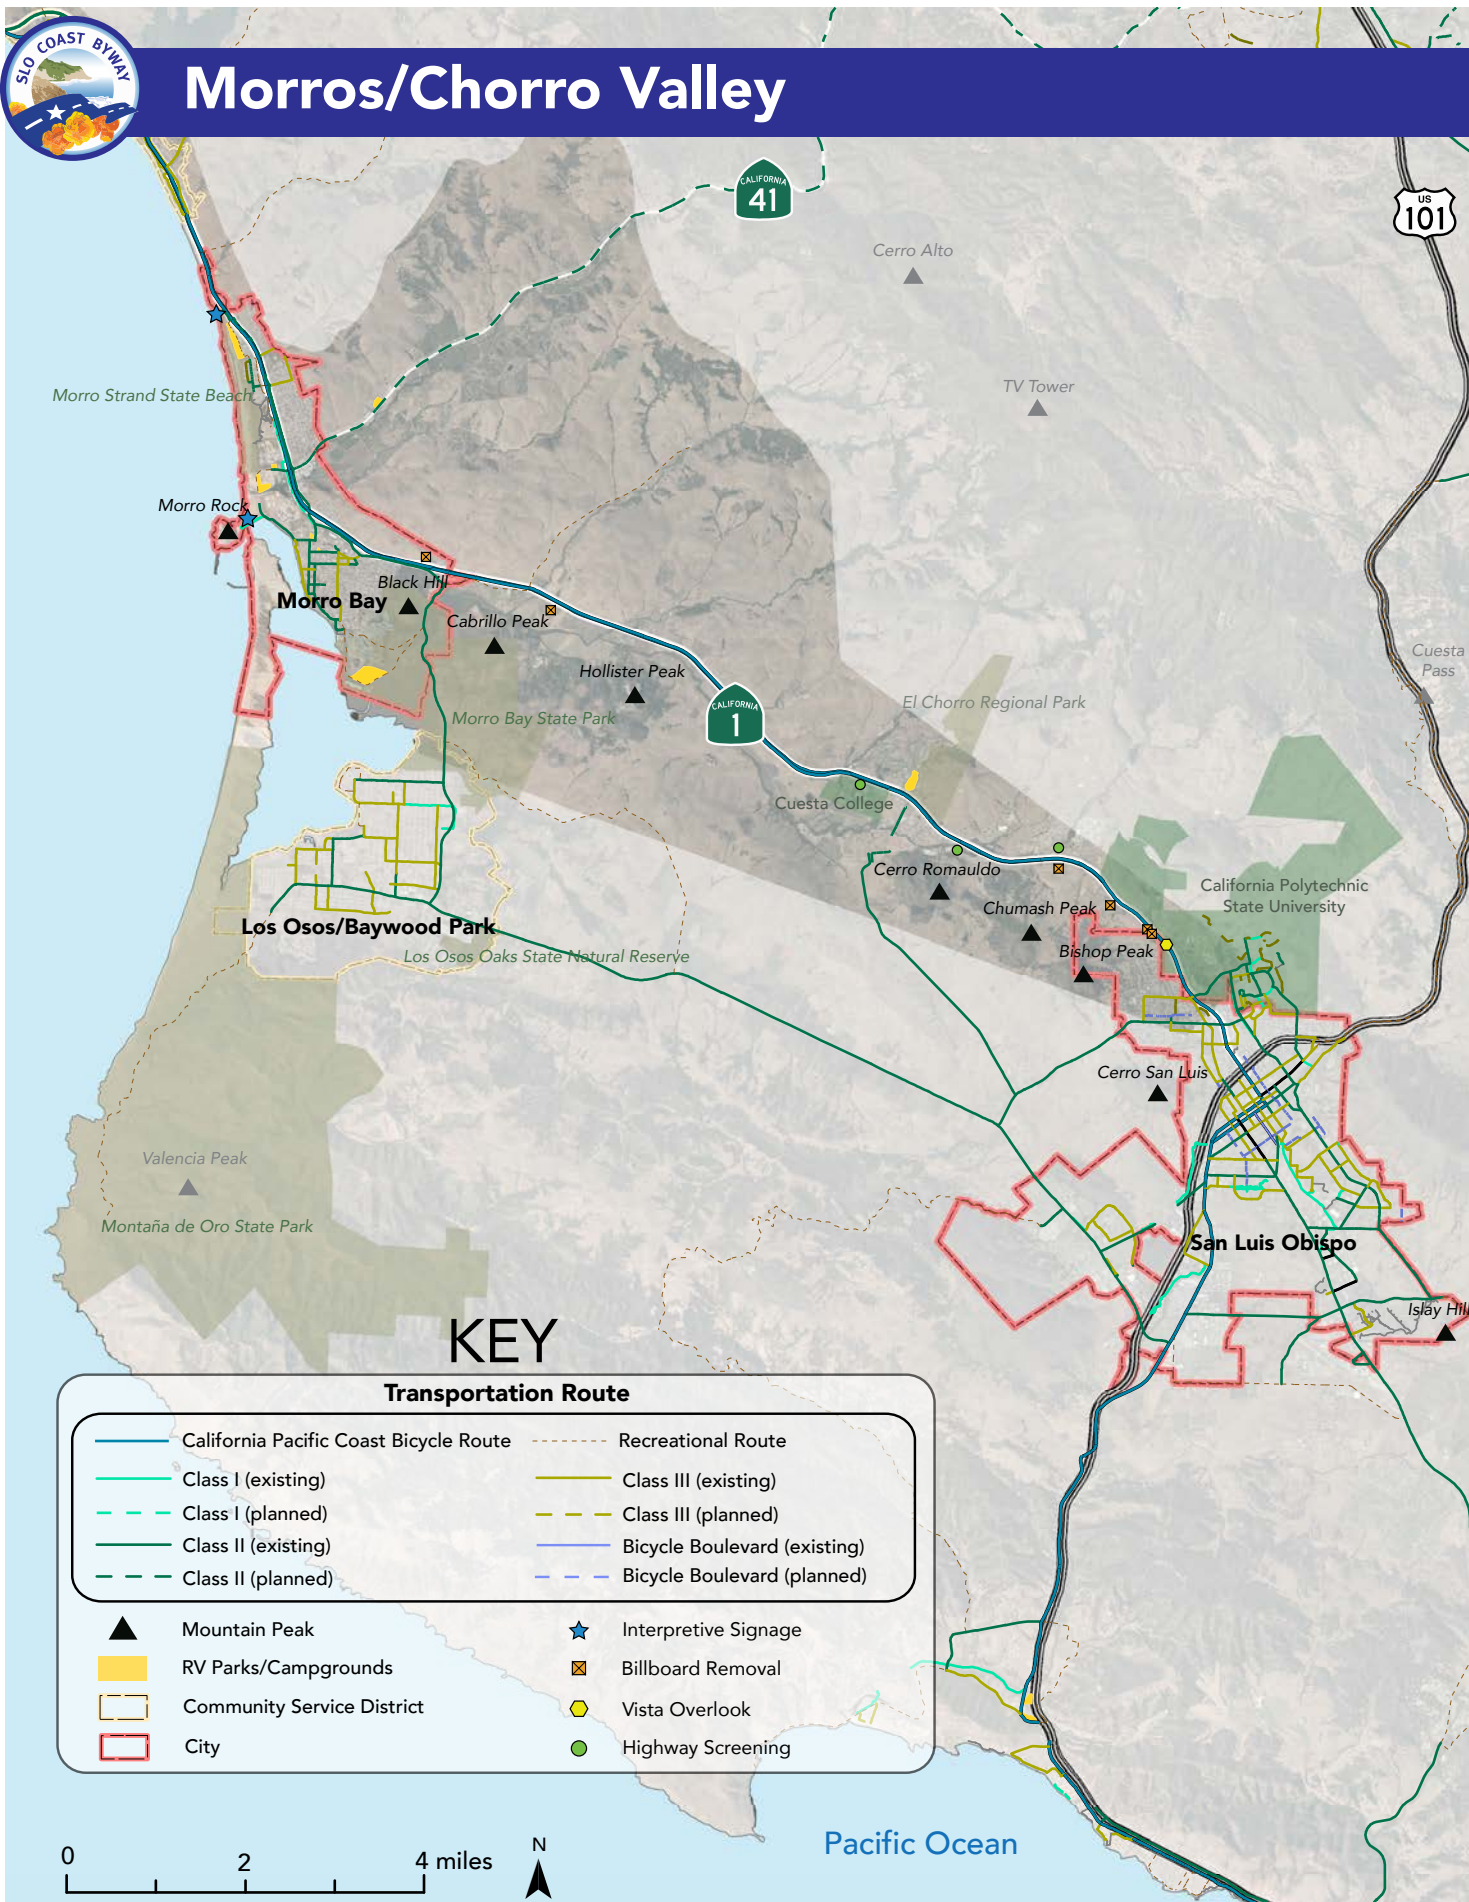 SLO COAST BYWAY
Morros/Chorro Valley
CALIFORNIA
41
US
101
Cerro Alto
TV Tower
Morro Strand State Beach
Morro Rock
Black Hill
Morro Bay
Cabrillo Peak
Hollister Peak
Cuesta
Pass
El Chorro Regional Park
CALIFORNIA
1
Morro Bay State Park
Cuesta College
Cerro Romauldo
California Polytechnic
State University
Chumash Peak
Los Osos/Baywood Park
Bishop Peak
Los Osos Oaks State Natural Reserve
Cerro San Luis
Valencia Peak
Montaña de Oro State Park
San Luis Obispo
Islay Hill
KEY
Transportation Route
California Pacific Coast Bicycle Route
Recreational Route
Class I (existing)
Class III (existing)
Class I (planned)
Class III (planned)
Class II (existing)
Bicycle Boulevard (existing)
Class II (planned)
Bicycle Boulevard (planned)
Mountain Peak
Interpretive Signage
RV Parks/Campgrounds
Billboard Removal
Community Service District
Vista Overlook
City
Highway Screening
Pacific Ocean
0 2 4 miles
N